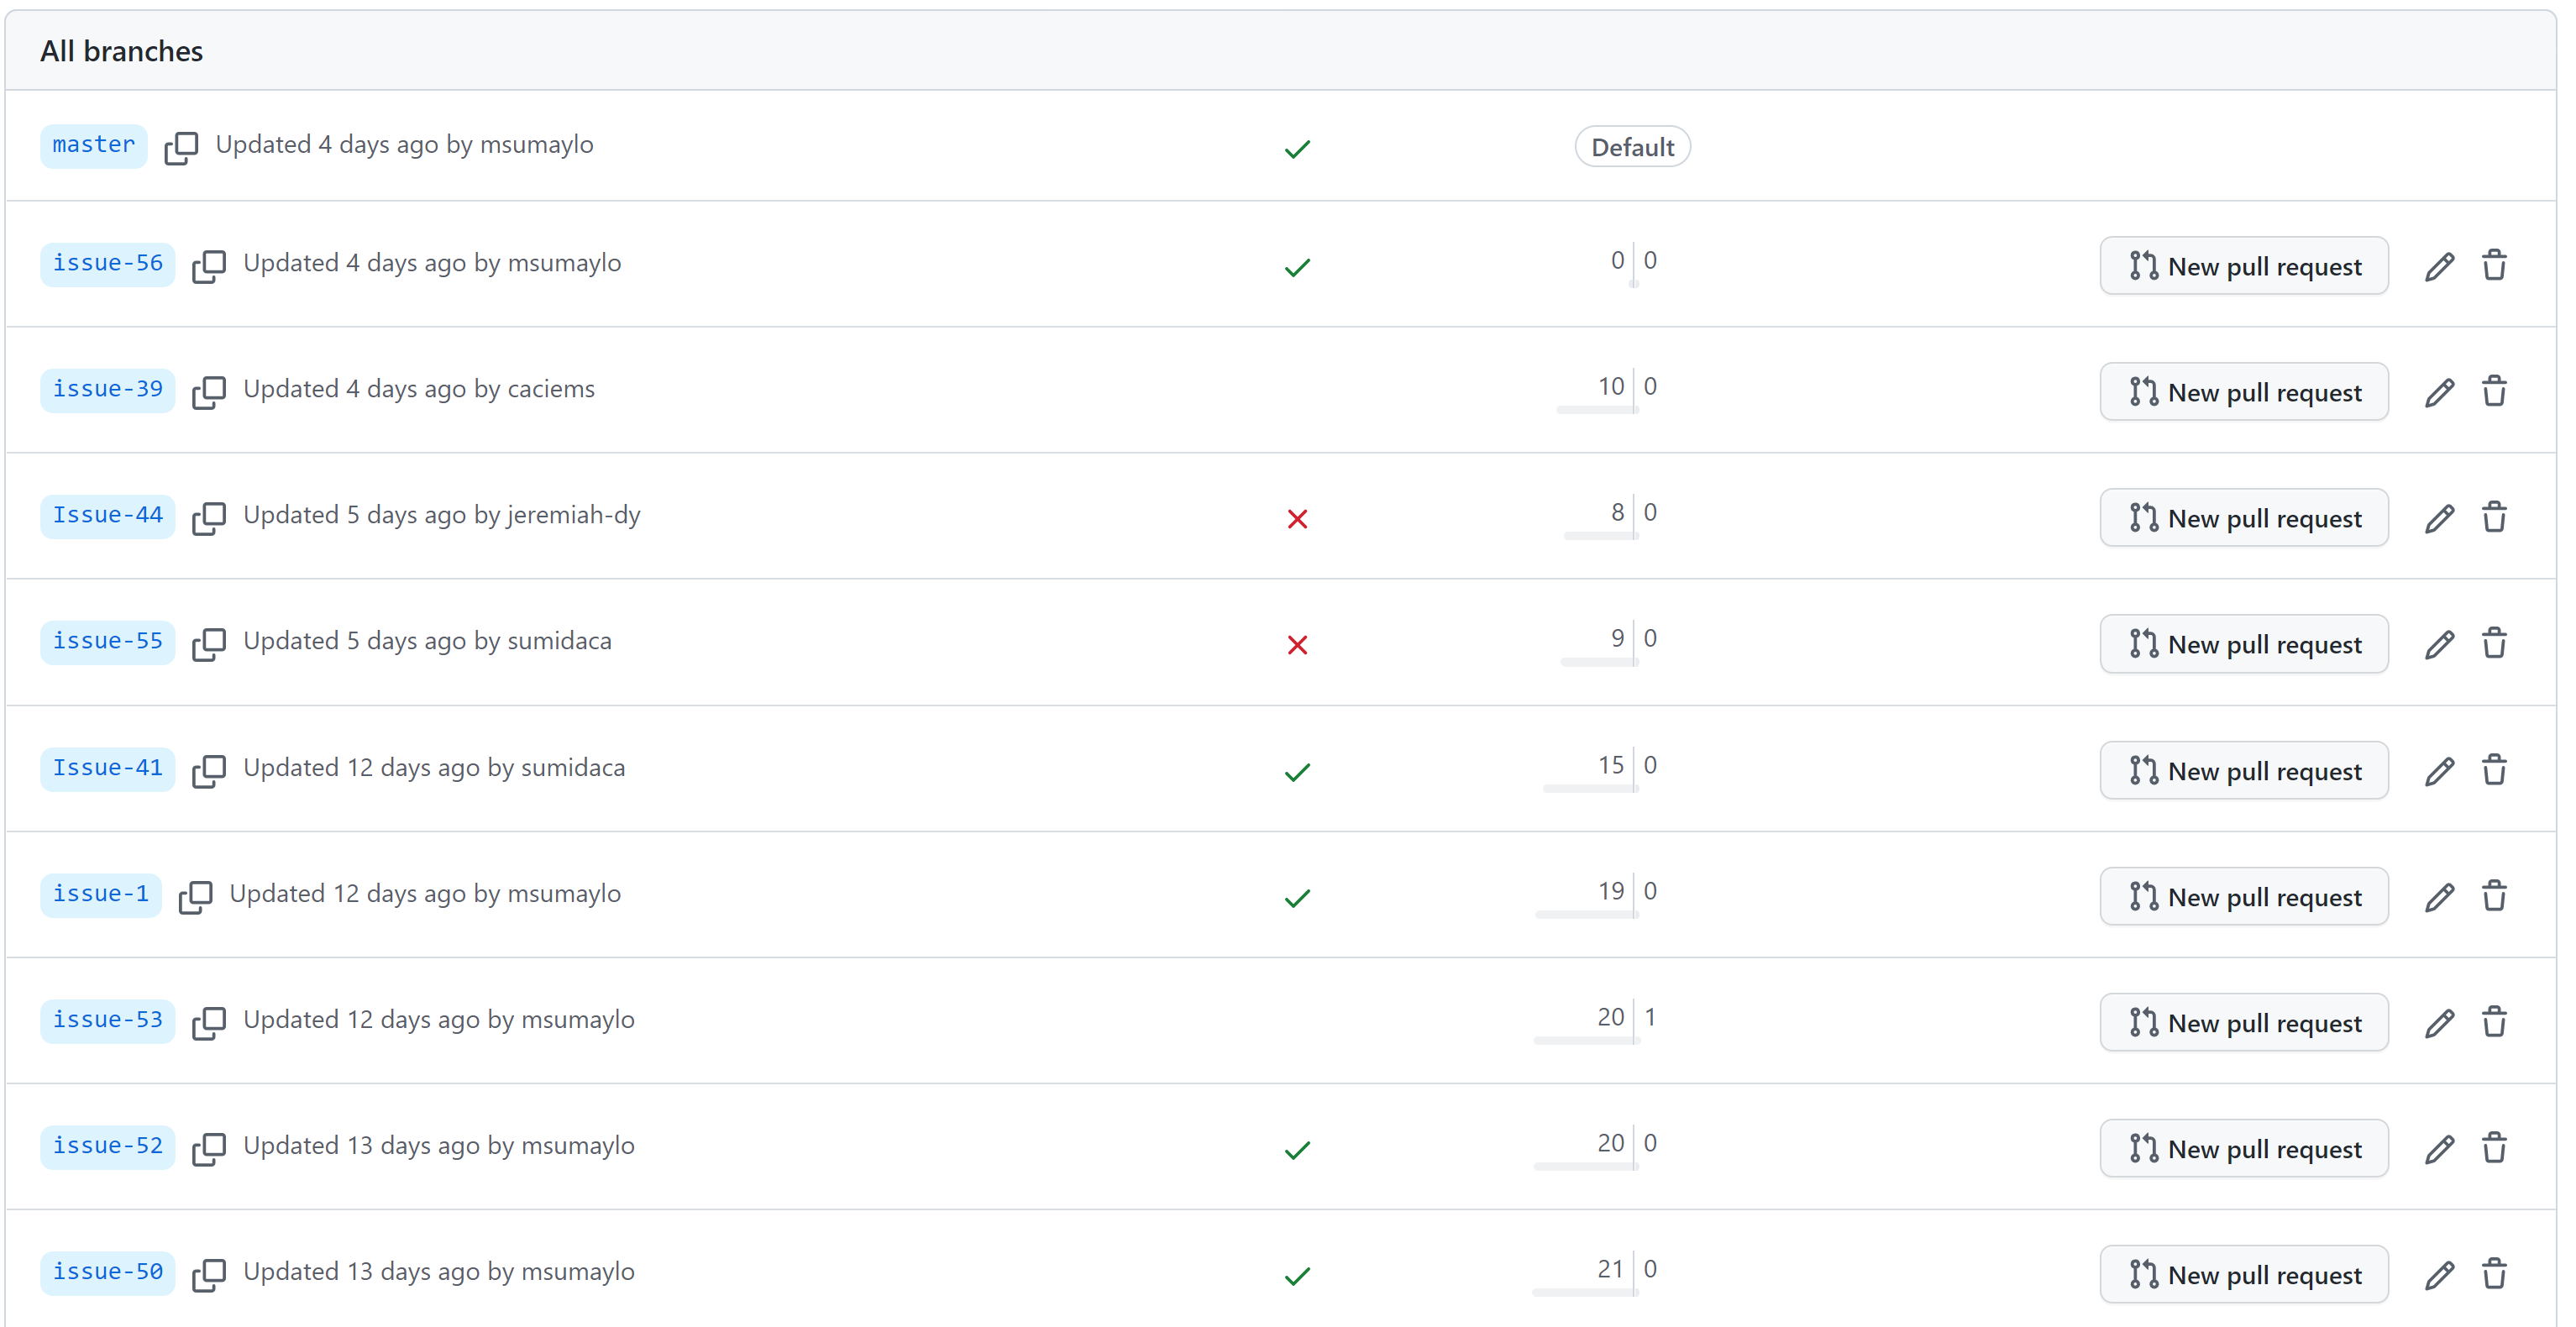 All branches
master Updated 4 days ago by msumaylo Default
issue-56 Updated 4 days ago by msumaylo 0 0 New pull request
issue-39 Updated 4 days ago by caciems 10 0 New pull request
Issue-44 Updated 5 days ago by jeremiah-dy 8 0 New pull request
issue-55 Updated 5 days ago by sumidaca 9 0 New pull request
Issue-41 Updated 12 days ago by sumidaca 15 0 New pull request
issue-1 Updated 12 days ago by msumaylo 19 0 New pull request
issue-53 Updated 12 days ago by msumaylo 20 1 New pull request
issue-52 Updated 13 days ago by msumaylo 20 0 New pull request
issue-50 Updated 13 days ago by msumaylo 21 0 New pull request